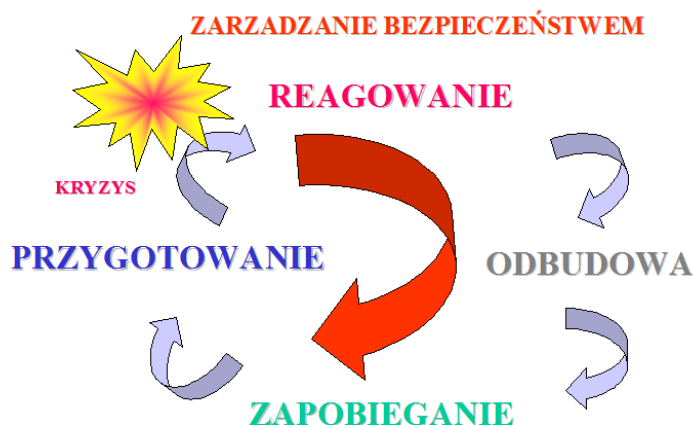 ZARZADZANIE BEZPIECZEŃSTWEM
REAGOWANIE
KRYZYS
PRZYGOTOWANIE
ODBUDOWA
ZAPOBIEGANIE